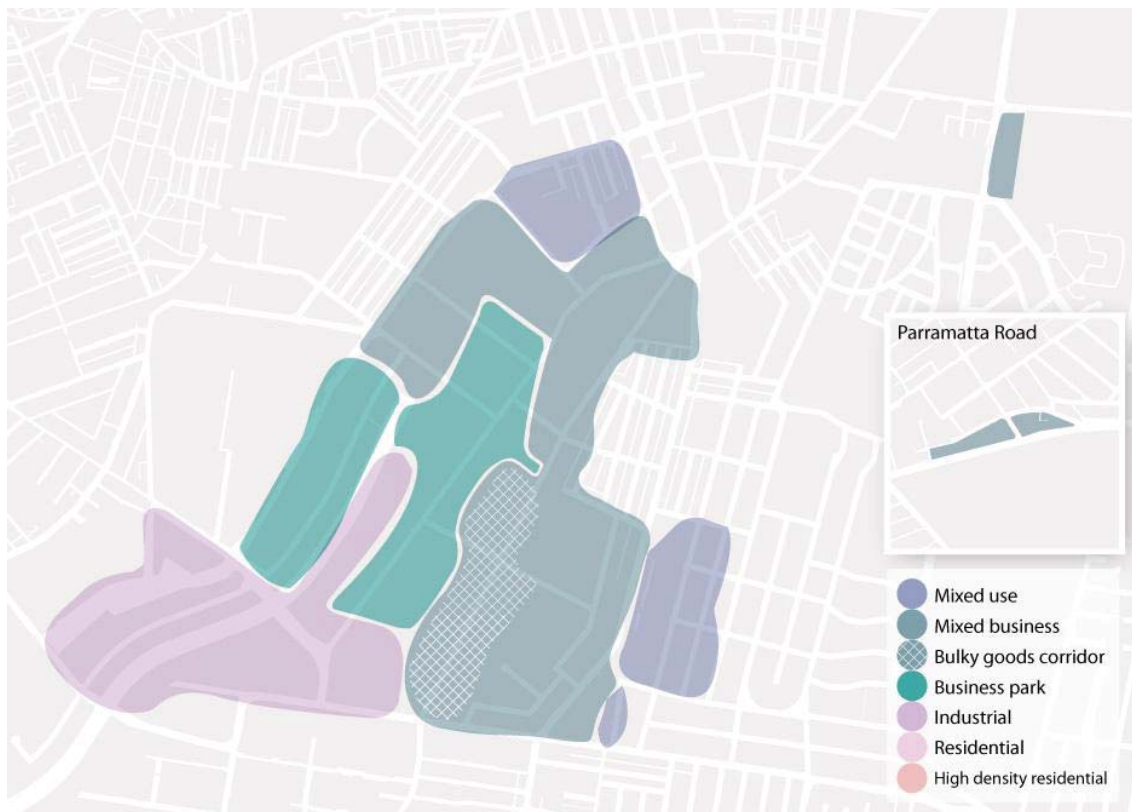 Parramatta Road
Mixed use
Mixed business
Bulky goods corridor
Business park
Industrial
Residential
High density residential